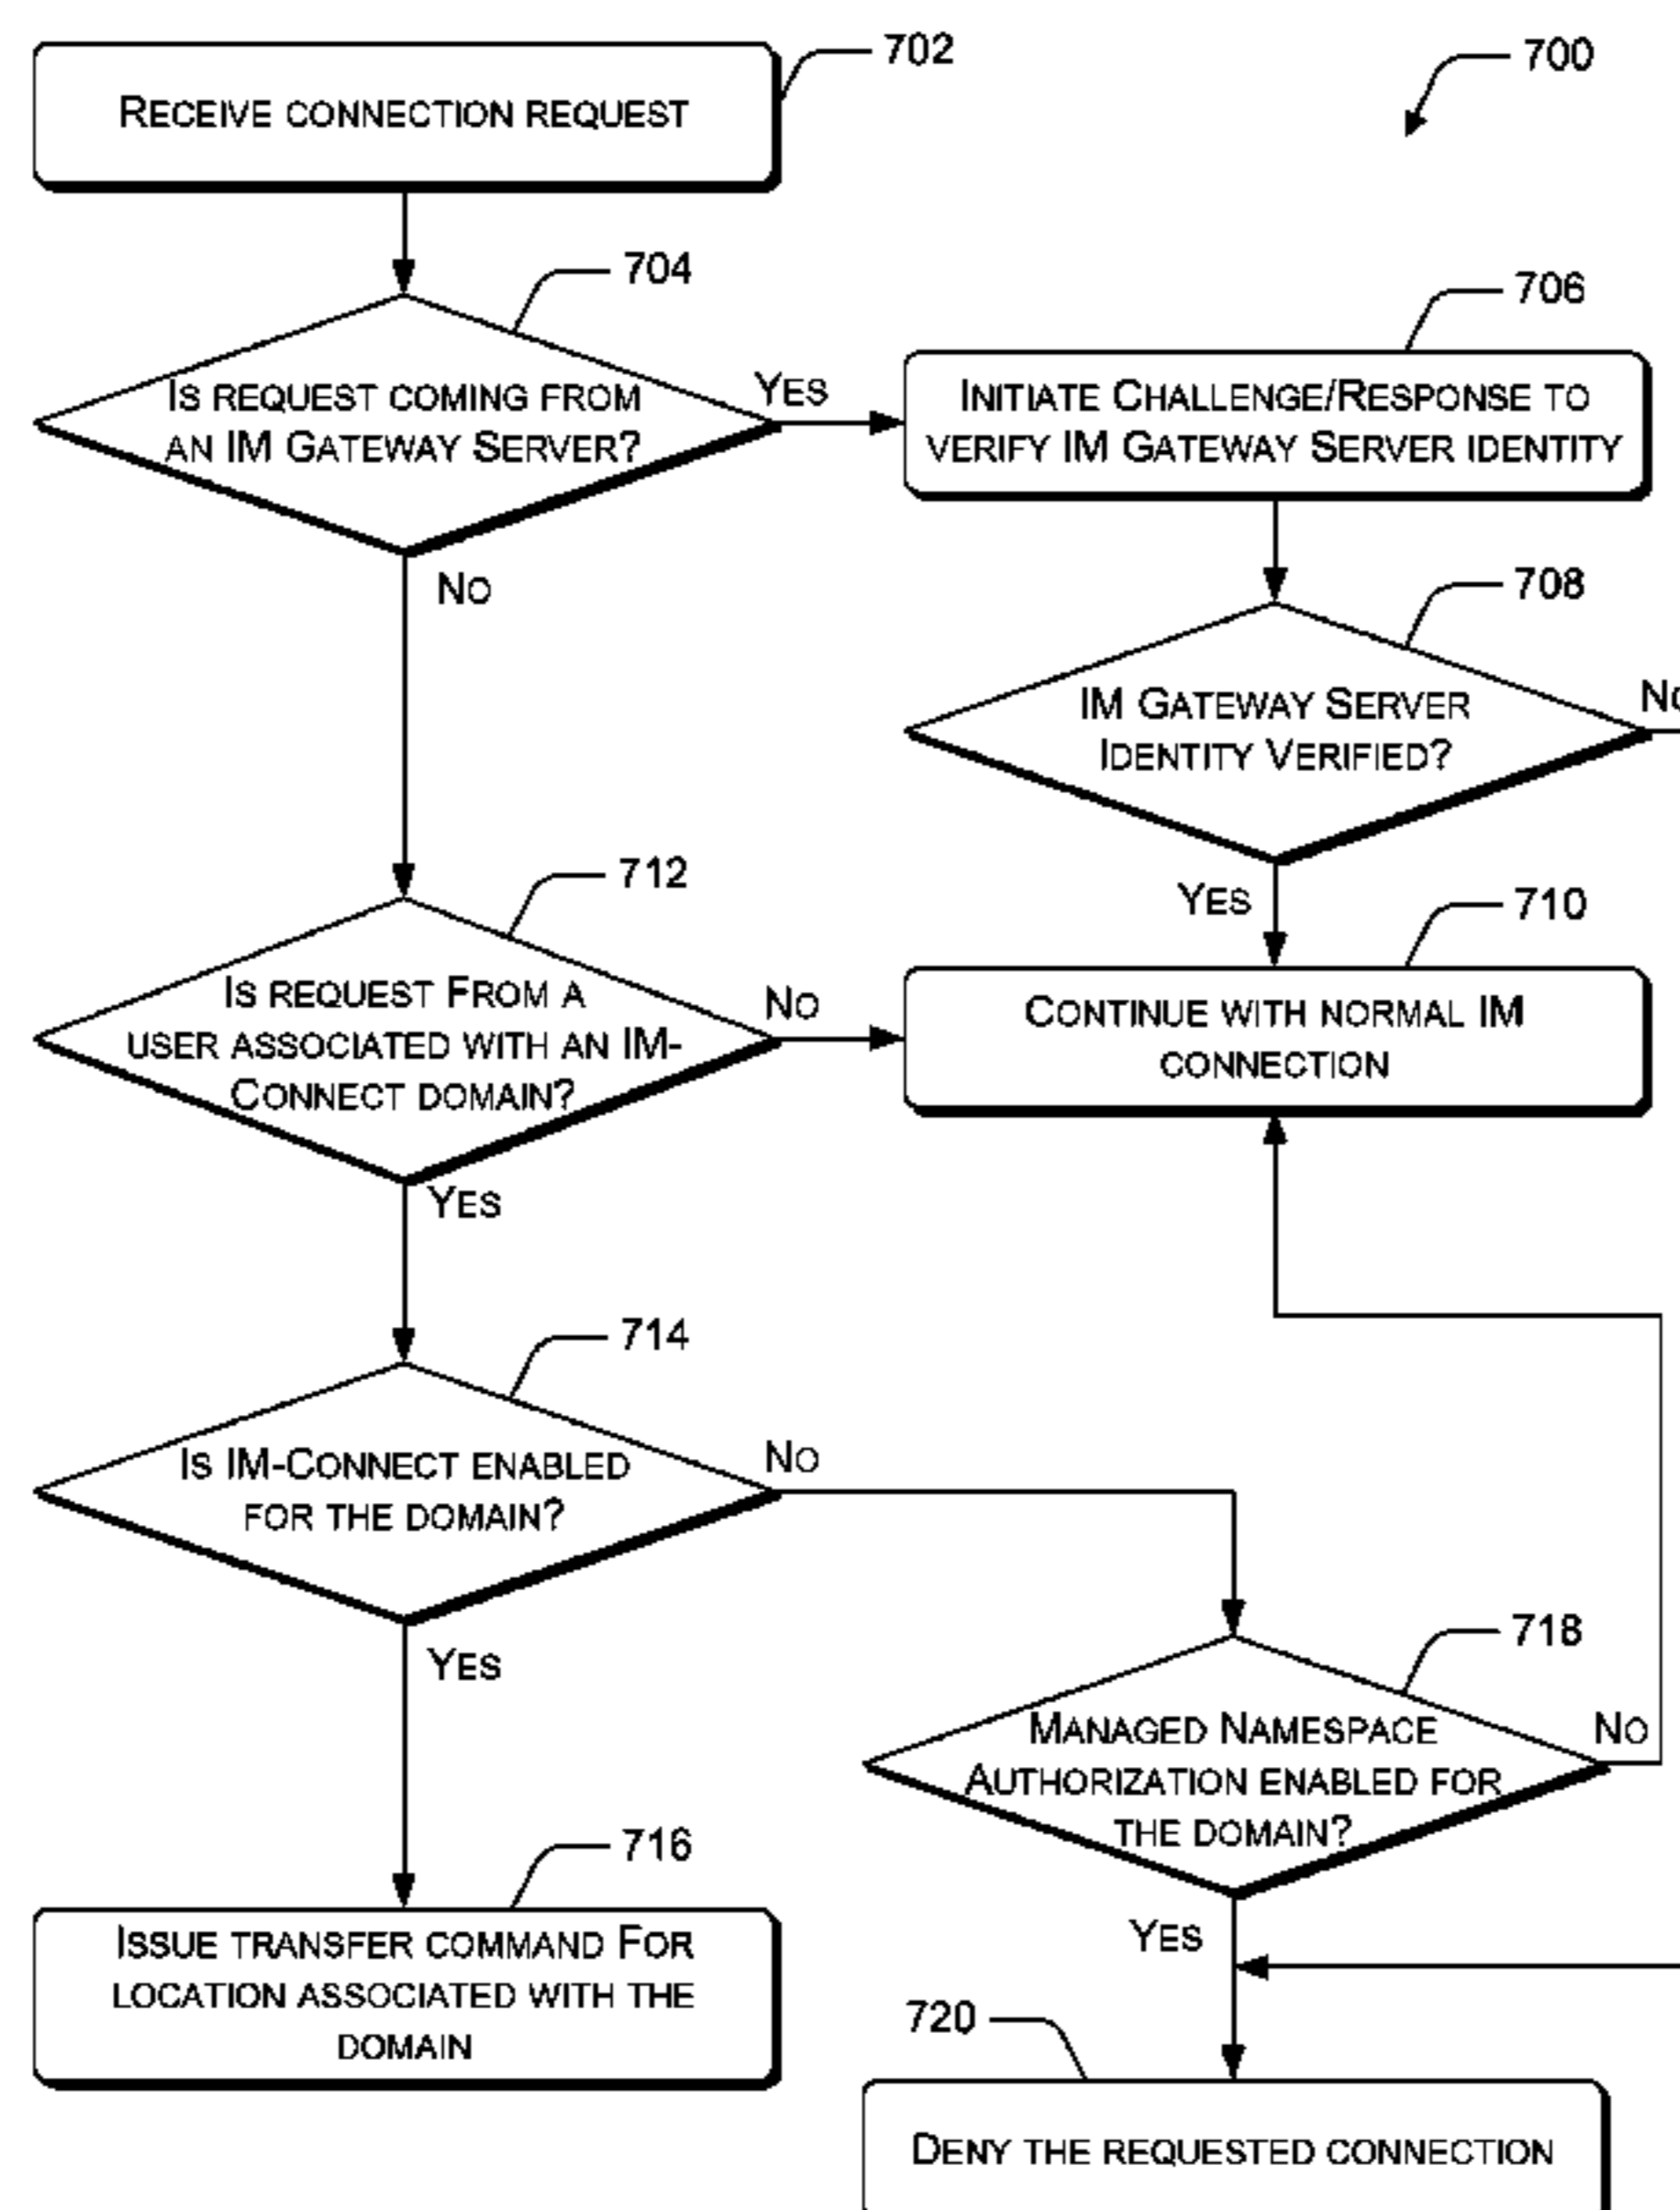 702
700
RECEIVE CONNECTION REQUEST
704
706
IS REQUEST COMING FROM
AN IM GATEWAY SERVER?
YES
INITIATE CHALLENGE/RESPONSE TO
VERIFY IM GATEWAY SERVER IDENTITY
NO
708
IM GATEWAY SERVER
IDENTITY VERIFIED?
NO
712
YES
710
IS REQUEST FROM A
USER ASSOCIATED WITH AN IM-
CONNECT DOMAIN?
NO
CONTINUE WITH NORMAL IM
CONNECTION
YES
714
IS IM-CONNECT ENABLED
FOR THE DOMAIN?
NO
YES
718
MANAGED NAMESPACE
AUTHORIZATION ENABLED FOR
THE DOMAIN?
NO
716
YES
ISSUE TRANSFER COMMAND FOR
LOCATION ASSOCIATED WITH THE
DOMAIN
720
DENY THE REQUESTED CONNECTION